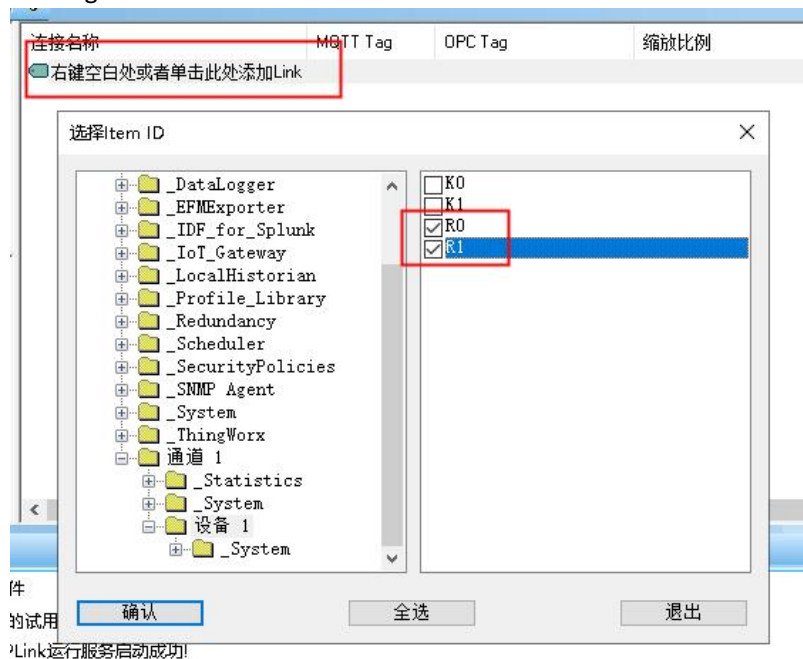 连接名称 MQTT Tag OPC Tag 缩放比例
右键空白处或者单击此处添加Link
选择Item ID
_DataLogger
_EFMExporter
_IDF_for_Splunk
_IoT_Gateway
_LocalHistorian
_Profile_Library
_Redundancy
_Scheduler
_SecurityPolicies
_SNMP Agent
_System
_ThingWorx
通道 1
_Statistics
_System
设备 1
_System
K0
K1
R0
R1
确认 全选 退出
件
的试用
Link运行服务启动成功!